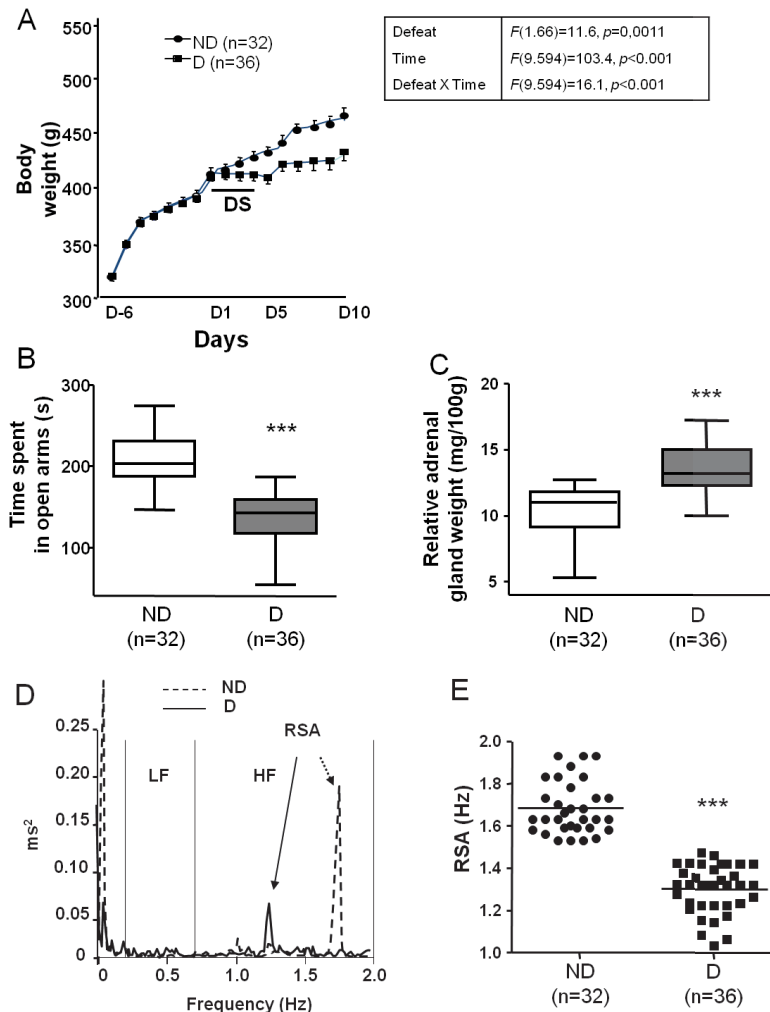 A
ND (n=32)
D (n=36)
Defeat F(1.66)=11.6, p=0,0011
Time F(9.594)=103.4, p<0.001
Defeat X Time F(9.594)=16.1, p<0,001
Body
weight (g)
550
500
450
400
350
300
DS
D-6 D1 D5 D10
Days
B
Time spent
in open arms (s)
300
200
100
***
ND D
(n=32) (n=36)
C
Relative adrenal
gland weight (mg/100g)
20
15
10
5
***
ND D
(n=32) (n=36)
D
ND
D
RSA
LF HF
ms2
0.25
0.20
0.15
0.10
0.05
0
0 0.5 1.0 1.5 2.0
Frequency (Hz)
E
RSA (Hz)
2.0
1.8
1.6
1.4
1.2
1.0
***
ND D
(n=32) (n=36)